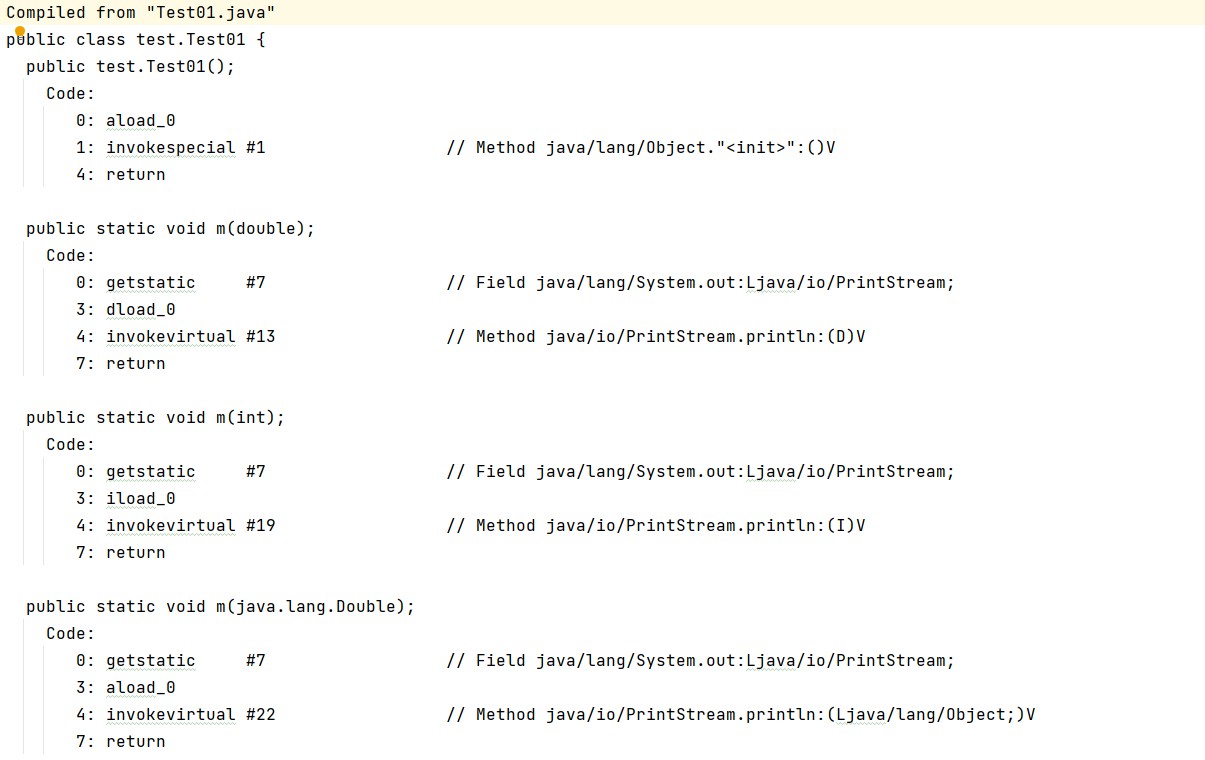 Compiled from "Test01.java"
public class test.Test01 {
  public test.Test01();
    Code:
       0: aload_0
       1: invokespecial #1                  // Method java/lang/Object."<init>":()V
       4: return

  public static void m(double);
    Code:
       0: getstatic     #7                  // Field java/lang/System.out:Ljava/io/PrintStream;
       3: dload_0
       4: invokevirtual #13                 // Method java/io/PrintStream.println:(D)V
       7: return

  public static void m(int);
    Code:
       0: getstatic     #7                  // Field java/lang/System.out:Ljava/io/PrintStream;
       3: iload_0
       4: invokevirtual #19                 // Method java/io/PrintStream.println:(I)V
       7: return

  public static void m(java.lang.Double);
    Code:
       0: getstatic     #7                  // Field java/lang/System.out:Ljava/io/PrintStream;
       3: aload_0
       4: invokevirtual #22                 // Method java/io/PrintStream.println:(Ljava/lang/Object;)V
       7: return